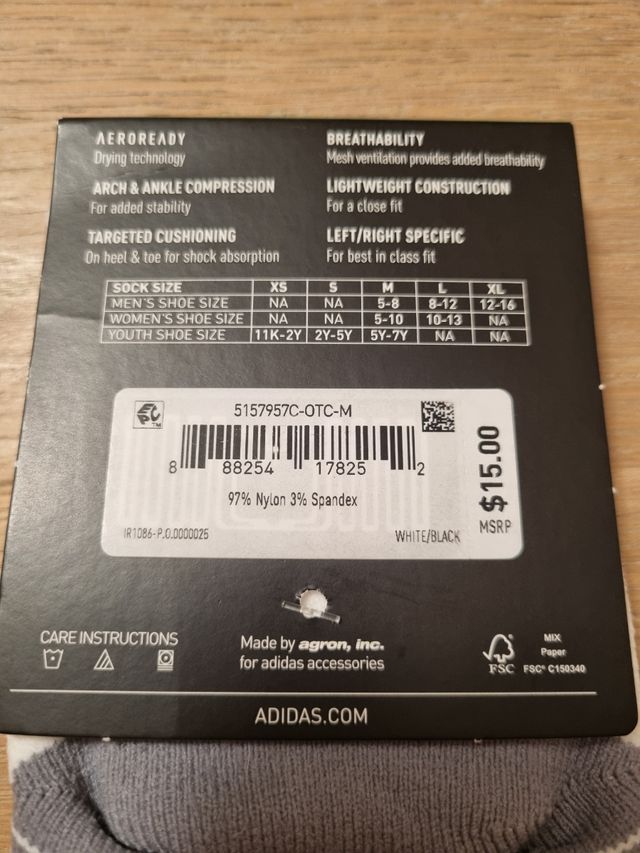 AEROREADY
Drying technology
ARCH & ANKLE COMPRESSION
For added stability
TARGETED CUSHIONING
On heel & toe for shock absorption
BREATHABILITY
Mesh ventilation provides added breathability
LIGHTWEIGHT CONSTRUCTION
For a close fit
LEFT/RIGHT SPECIFIC
For best in class fit
SOCK SIZE XS S M L XL
MEN'S SHOE SIZE NA NA 5-8 8-12 12-16
WOMEN'S SHOE SIZE NA NA 5-10 10-13 NA
YOUTH SHOE SIZE 11K-2Y 2Y-5Y 5Y-7Y NA NA
EPC TM
5157957C-OTC-M
8 88254 17825 2
97% Nylon 3% Spandex
IR1086-P.O.0000025
WHITE/BLACK
$15.00
MSRP
CARE INSTRUCTIONS
Made by agron, inc.
for adidas accessories
FSC
MIX
Paper
FSC® C150340
ADIDAS.COM